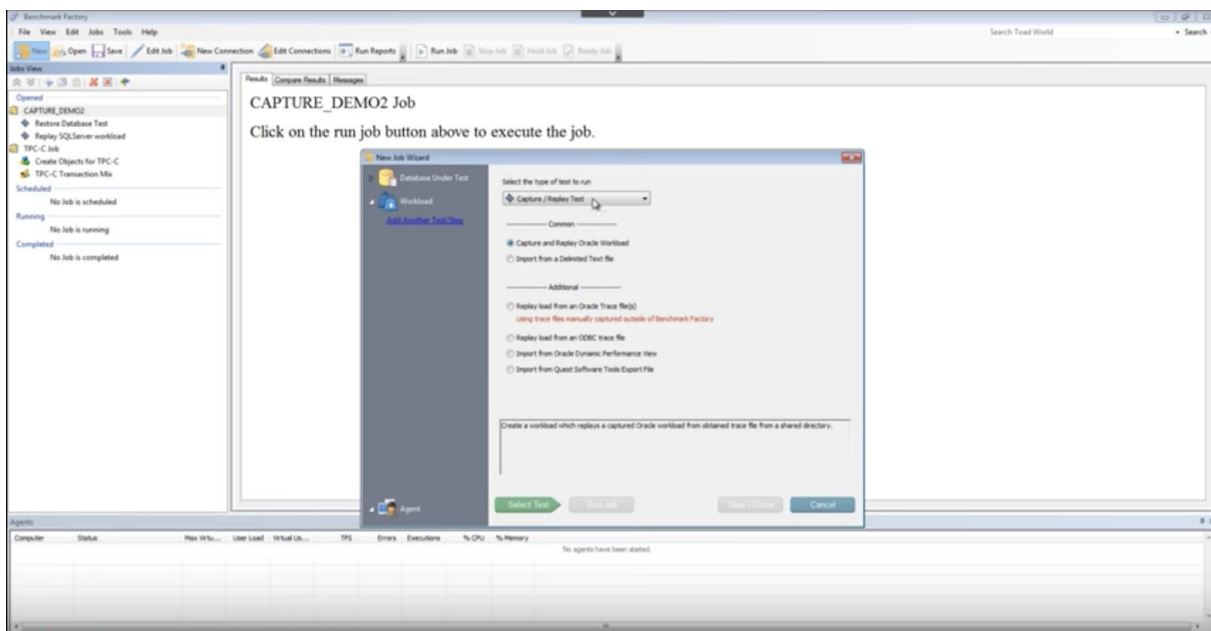 Benchmark Factory
File View Edit Jobs Tools Help
Search Toad World
Search
New Open Save Edit Job New Connection Edit Connections Run Reports Run Job Stop Job Hold Job Ready Job
Jobs View
Opened
CAPTURE_DEMO2
Restore Database Test
Replay SQLServer workload
TPC-C Job
Create Objects for TPC-C
TPC-C Transaction Mix
Scheduled
No Job is scheduled
Running
No Job is running
Completed
No Job is completed
Results Compare Results Messages
CAPTURE_DEMO2 Job
Click on the run job button above to execute the job.
New Job Wizard
Database Under Test
Workload
Add Another Test/Step
Agent
Select the type of test to run
Capture / Replay Test
Common
Capture and Replay Oracle Workload
Import from a Delimited Text file
Additional
Replay load from an Oracle Trace file(s)
Using trace files manually captured outside of Benchmark Factory
Replay load from an ODBC trace file
Import from Oracle Dynamic Performance View
Import from Quest Software Tools Export File
Create a workload which replays a captured Oracle workload from obtained trace file from a shared directory.
Select Test Run Job Save / Close Cancel
Agents
Computer Status Max Virtu... User Load Virtual Us... TPS Errors Executions % CPU % Memory
No agents have been started.